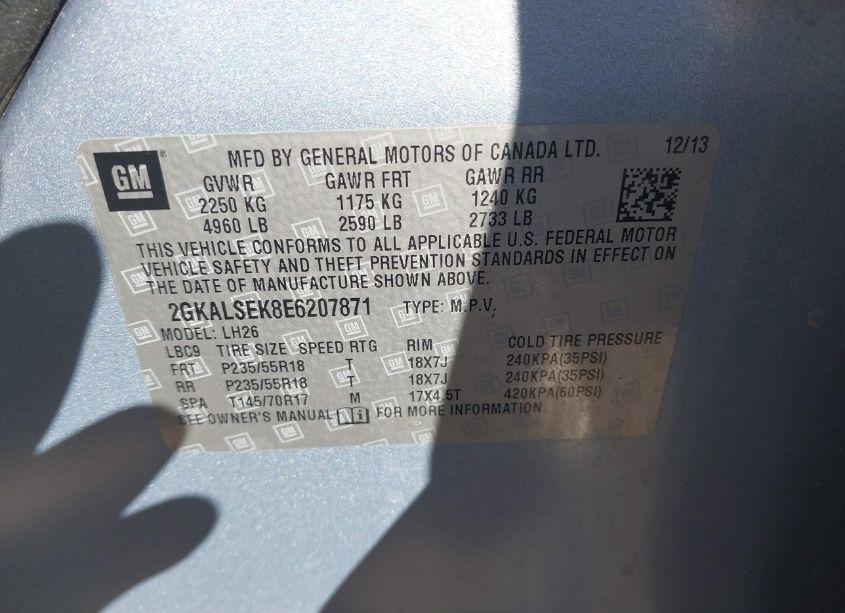 GM
MFD BY GENERAL MOTORS OF CANADA LTD. 12/13
GVWR GAWR FRT GAWR RR
2250 KG 1175 KG 1240 KG
4960 LB 2590 LB 2733 LB
THIS VEHICLE CONFORMS TO ALL APPLICABLE U.S. FEDERAL MOTOR
VEHICLE SAFETY AND THEFT PREVENTION STANDARDS IN EFFECT ON
THE DATE OF MANUFACTURE SHOWN ABOVE.
2GKALSEK8E6207871 TYPE: M.P.V.
MODEL: LH26
LBC9 TIRE SIZE SPEED RTG RIM COLD TIRE PRESSURE
FRT P235/55R18 T 18X7J 240KPA(35PSI)
RR P235/55R18 T 18X7J 240KPA(35PSI)
SPA T145/70R17 M 17X4.5T 420KPA(60PSI)
SEE OWNER'S MANUAL i FOR MORE INFORMATION.